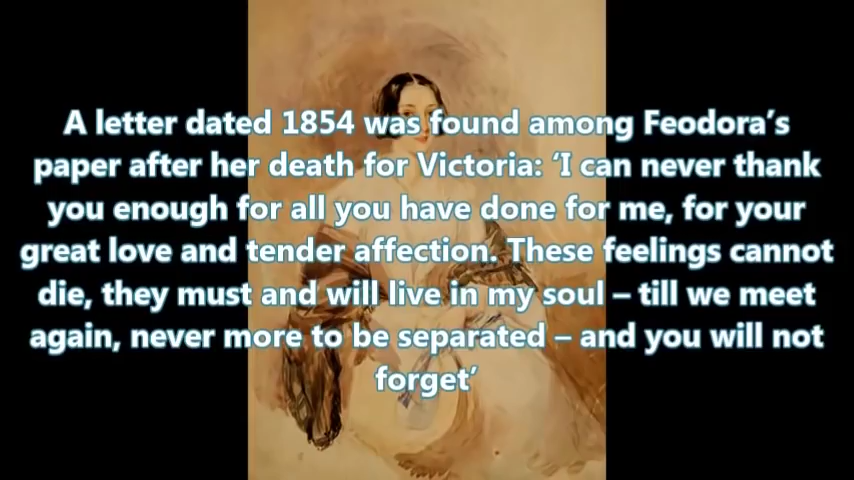 A letter dated 1854 was found among Feodora’s
paper after her death for Victoria: ‘I can never thank
you enough for all you have done for me, for your
great love and tender affection. These feelings cannot
die, they must and will live in my soul – till we meet
again, never more to be separated – and you will not
forget’